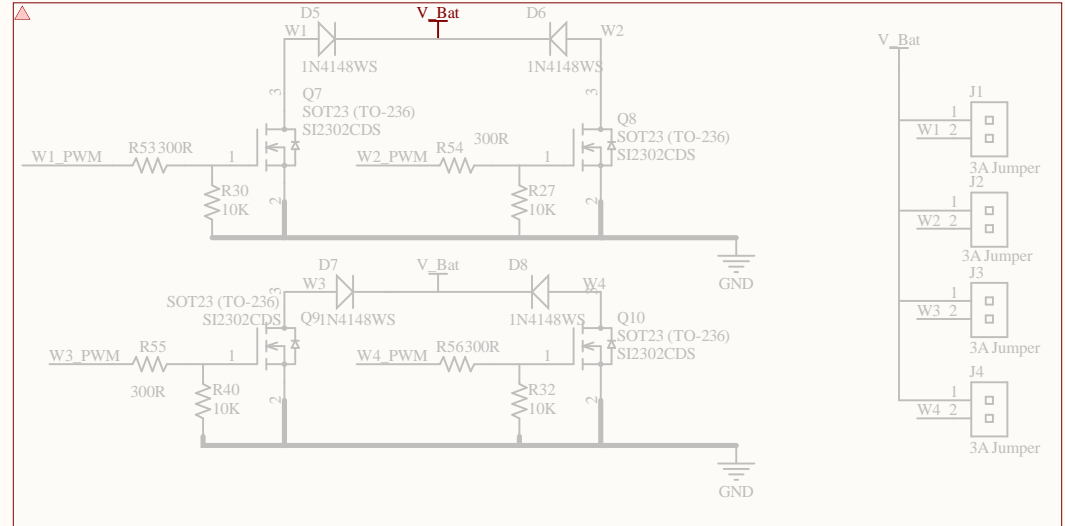 D5
V_Bat
D6
W1
W2
1N4148WS
1N4148WS
3
3
Q7
SOT23 (TO-236)
SI2302CDS
Q8
SOT23 (TO-236)
SI2302CDS
W1_PWM
R53 300R
1
W2_PWM
R54
300R
1
R30
10K
2
R27
10K
2
GND
D7
V_Bat
D8
3
W3
W4
3
SOT23 (TO-236)
SI2302CDS
Q9
1N4148WS
1N4148WS
Q10
SOT23 (TO-236)
SI2302CDS
W3_PWM
R55
300R
1
W4_PWM
R56 300R
1
R40
10K
2
R32
10K
2
GND
V_Bat
J1
1
W1 2
3A Jumper
J2
1
W2 2
3A Jumper
J3
1
W3 2
3A Jumper
J4
1
W4 2
3A Jumper